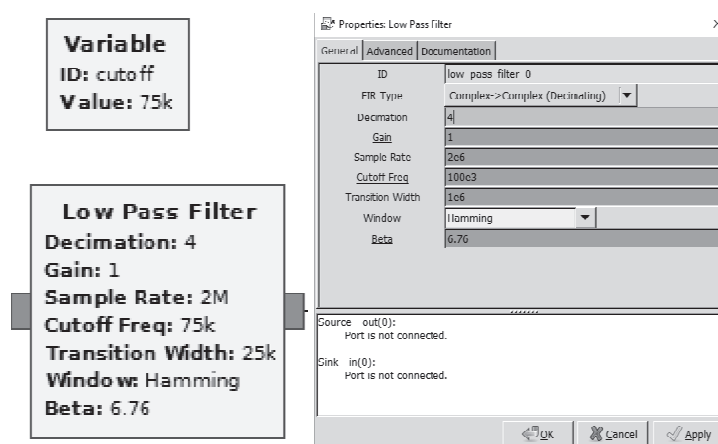 Variable
ID: cutoff
Value: 75k
Low Pass Filter
Decimation: 4
Gain: 1
Sample Rate: 2M
Cutoff Freq: 75k
Transition Width: 25k
Window: Hamming
Beta: 6.76
Properties: Low Pass Filter
General Advanced Documentation
ID low pass filter 0
FIR Type Complex->Complex (Decimating)
Decimation 4
Gain 1
Sample Rate 2e6
Cutoff Freq 100e3
Transition Width 1e6
Window Hamming
Beta 6.76
Source out(0):
Port is not connected.
Sink in(0):
Port is not connected.
OK Cancel Apply